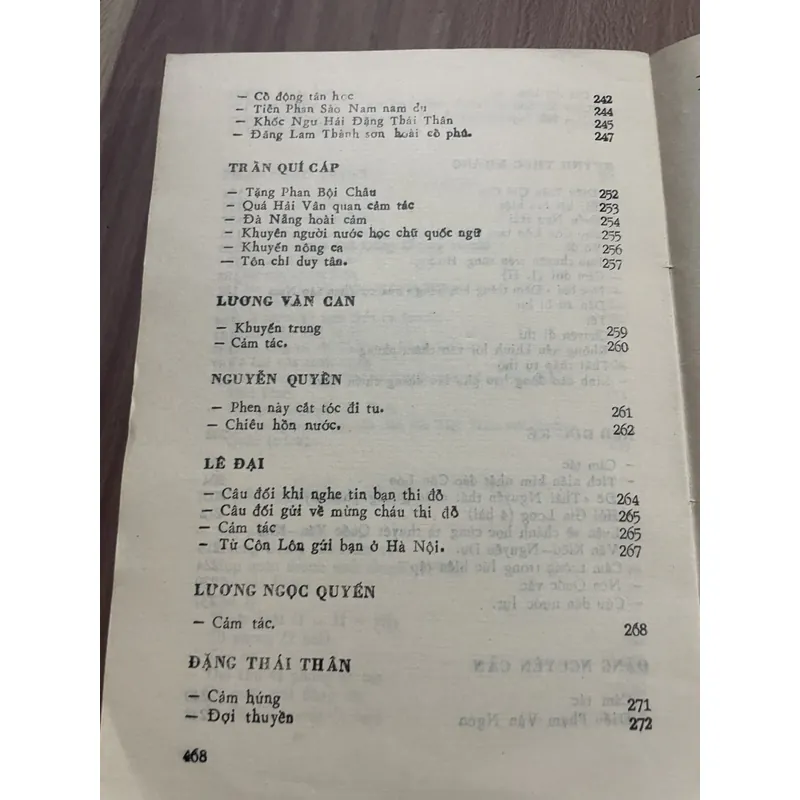 — Cổ động tân học 242
— Tiễn Phan Sào Nam nam du 244
— Khốc Ngư Hải Đặng Thái Thân 245
— Đăng Lam Thành sơn hoài cổ phú. 247
TRẦN QUÍ CÁP
— Tặng Phan Bội Châu 252
— Quá Hải Vân quan cảm tác 253
— Đà Nẵng hoài cảm 254
— Khuyên người nước học chữ quốc ngữ 255
— Khuyến nông ca 256
— Tôn chỉ duy tân. 257
LƯƠNG VĂN CAN
— Khuyến trung 259
— Cảm tác. 260
NGUYỄN QUYỀN
— Phen này cắt tóc đi tu. 261
— Chiêu hồn nước. 262
LÊ ĐẠI
— Câu đối khi nghe tin bạn thi đỗ 264
— Câu đối gửi về mừng cháu thi đỗ 265
— Cảm tác 265
— Từ Côn Lôn gửi bạn ở Hà Nội. 267
LƯƠNG NGỌC QUYẾN
— Cảm tác. 268
ĐẶNG THÁI THÂN
— Cảm hứng 271
— Đợi thuyền 272
468